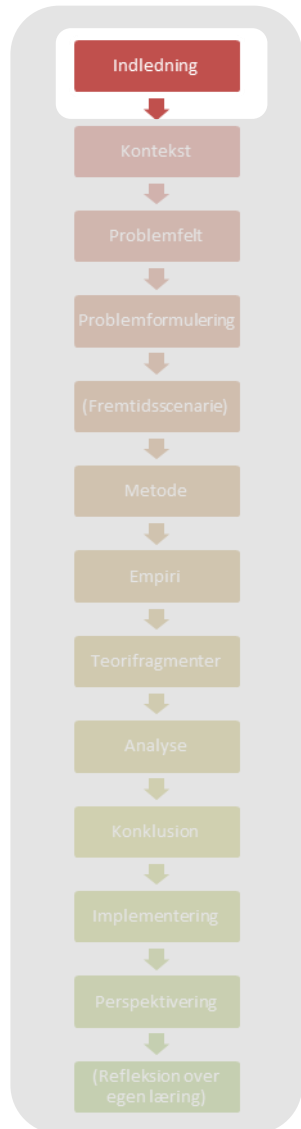 Indledning
Kontekst
Problemfelt
Problemformulering
(Fremtidsscenarie)
Metode
Empiri
Teorifragmenter
Analyse
Konklusion
Implementering
Perspektivering
(Refleksion over
egen læring)